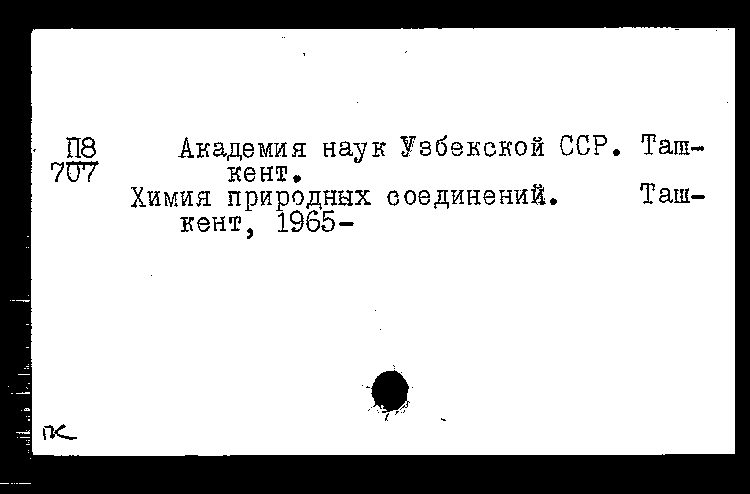 П8 Академия наук Узбекской ССР. Таш-
707 кент.
Химия природных соединений. Таш-
кент, 1965-
ПК